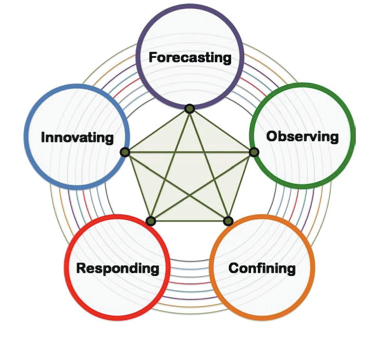 Forecasting
Innovating
Observing
Responding
Confining